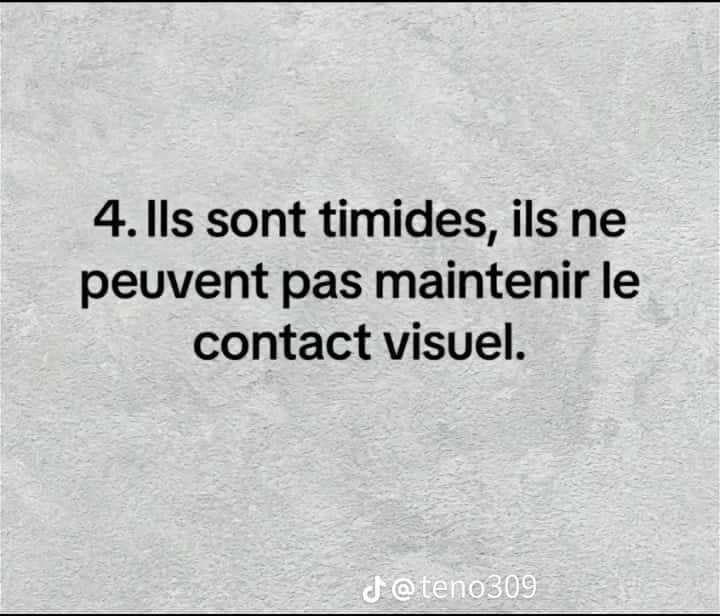 4. Ils sont timides, ils ne
peuvent pas maintenir le
contact visuel.
@teno309